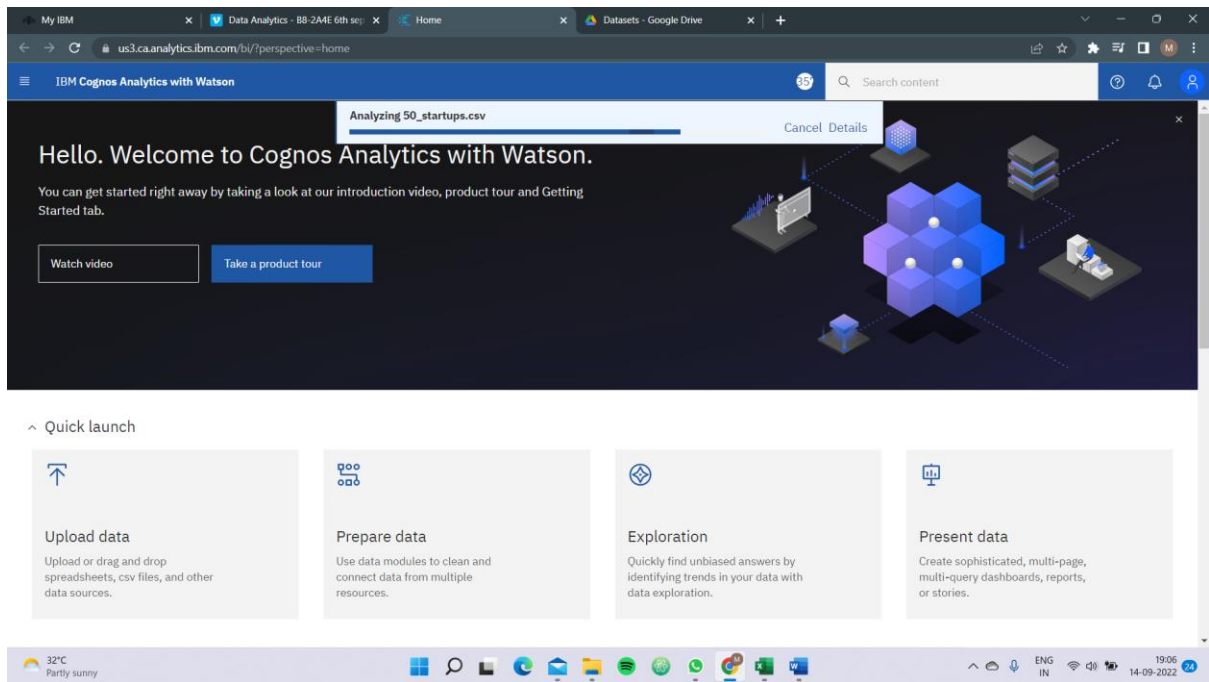 My IBM
Data Analytics - B8-2A4E 6th sep
Home
Datasets - Google Drive
us3.ca.analytics.ibm.com/bi/?perspective=home
M
IBM Cognos Analytics with Watson
Search content
Analyzing 50_startups.csv
Cancel Details
Hello. Welcome to Cognos Analytics with Watson.
You can get started right away by taking a look at our introduction video, product tour and Getting
Started tab.
Watch video
Take a product tour
Quick launch
Upload data
Upload or drag and drop
spreadsheets, csv files, and other
data sources.
Prepare data
Use data modules to clean and
connect data from multiple
resources.
Exploration
Quickly find unbiased answers by
identifying trends in your data with
data exploration.
Present data
Create sophisticated, multi-page,
multi-query dashboards, reports,
or stories.
32°C
Partly sunny
ENG
IN
19:06
14-09-2022
24